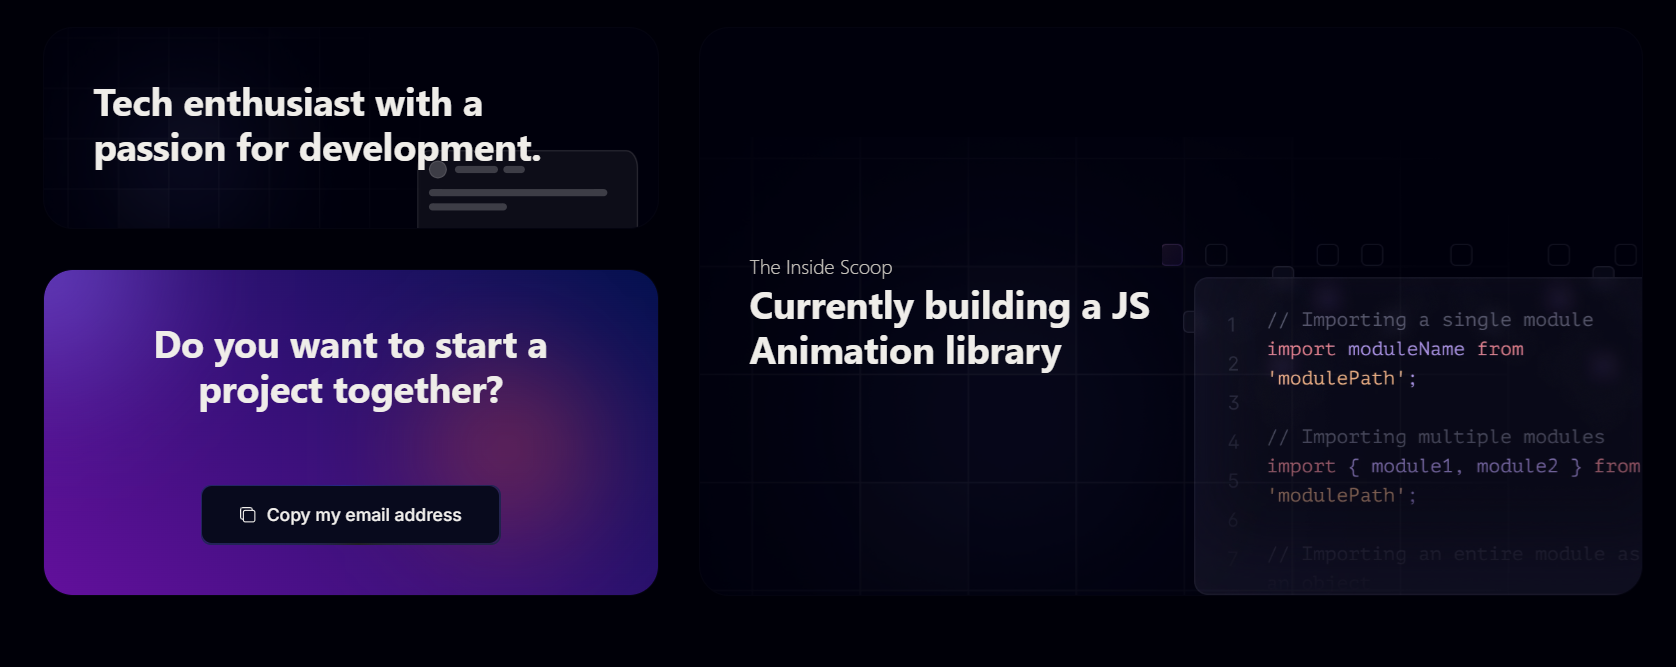 Tech enthusiast with a
passion for development.
Do you want to start a
project together?
Copy my email address
The Inside Scoop
Currently building a JS
Animation library
1
2
3
4
5
6
7
// Importing a single module
import moduleName from
'modulePath';
// Importing multiple modules
import { module1, module2 } from
'modulePath';
// Importing an entire module as